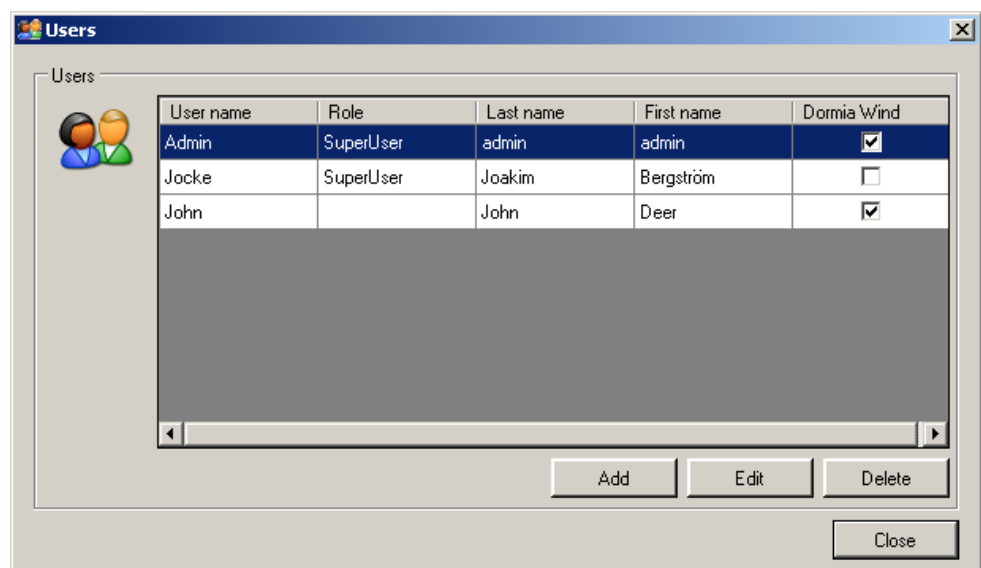 Users
Users
User name Role Last name First name Dormia Wind
Admin SuperUser admin admin
Jocke SuperUser Joakim Bergström
John John Deer
Add Edit Delete
Close